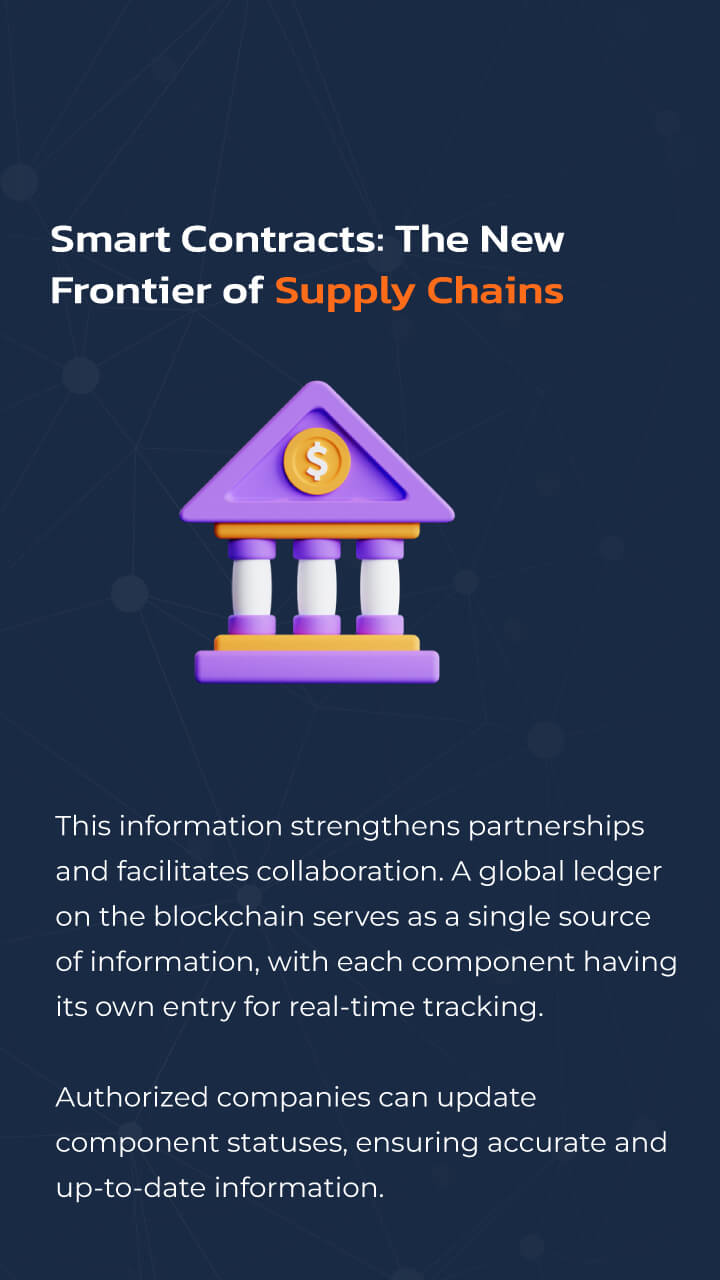 Smart Contracts: The New
Frontier of Supply Chains
$
This information strengthens partnerships
and facilitates collaboration. A global ledger
on the blockchain serves as a single source
of information, with each component having
its own entry for real-time tracking.
Authorized companies can update
component statuses, ensuring accurate and
up-to-date information.